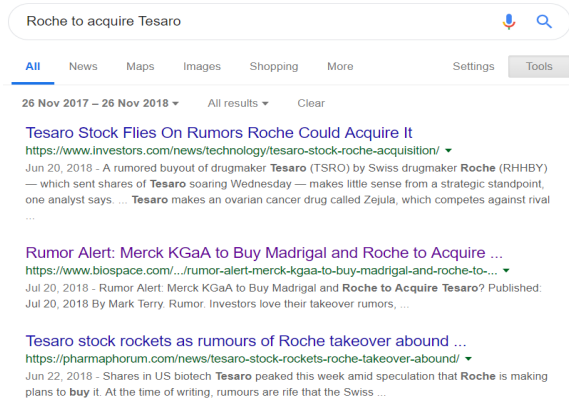 Roche to acquire Tesaro
All News Maps Images Shopping More Settings Tools
26 Nov 2017 – 26 Nov 2018 All results Clear
Tesaro Stock Flies On Rumors Roche Could Acquire It
https://www.investors.com/news/technology/tesaro-stock-roche-acquisition/
Jun 20, 2018 - A rumored buyout of drugmaker Tesaro (TSRO) by Swiss drugmaker Roche (RHHBY)
— which sent shares of Tesaro soaring Wednesday — makes little sense from a strategic standpoint,
one analyst says. ... Tesaro makes an ovarian cancer drug called Zejula, which competes against rival
...
Rumor Alert: Merck KGaA to Buy Madrigal and Roche to Acquire ...
https://www.biospace.com/.../rumor-alert-merck-kgaa-to-buy-madrigal-and-roche-to-...
Jul 20, 2018 - Rumor Alert: Merck KGaA to Buy Madrigal and Roche to Acquire Tesaro? Published:
Jul 20, 2018 By Mark Terry. Rumor. Investors love their takeover rumors, ...
Tesaro stock rockets as rumours of Roche takeover abound ...
https://pharmaphorum.com/news/tesaro-stock-rockets-roche-takeover-abound/
Jun 22, 2018 - Shares in US biotech Tesaro peaked this week amid speculation that Roche is making
plans to buy it. At the time of writing, rumours are rife that the Swiss ...